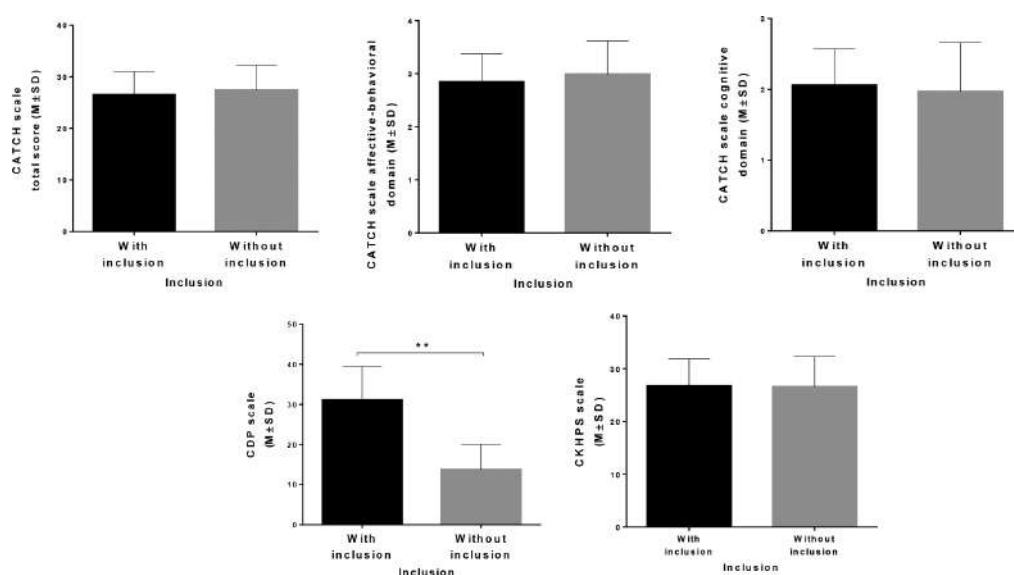 CATCH scale
total score (M±SD)
40
30
20
10
0
With
inclusion
Without
inclusion
Inclusion
CATCH scale affective-behavioral
domain (M±SD)
4
3
2
1
0
With
inclusion
Without
inclusion
Inclusion
CATCH scale cognitive
domain (M±SD)
3
2
1
0
With
inclusion
Without
inclusion
Inclusion
CDP scale
(M±SD)
50
40
30
20
10
0
**
With
inclusion
Without
inclusion
Inclusion
CKHPS scale
(M±SD)
40
30
20
10
0
With
inclusion
Without
inclusion
Inclusion